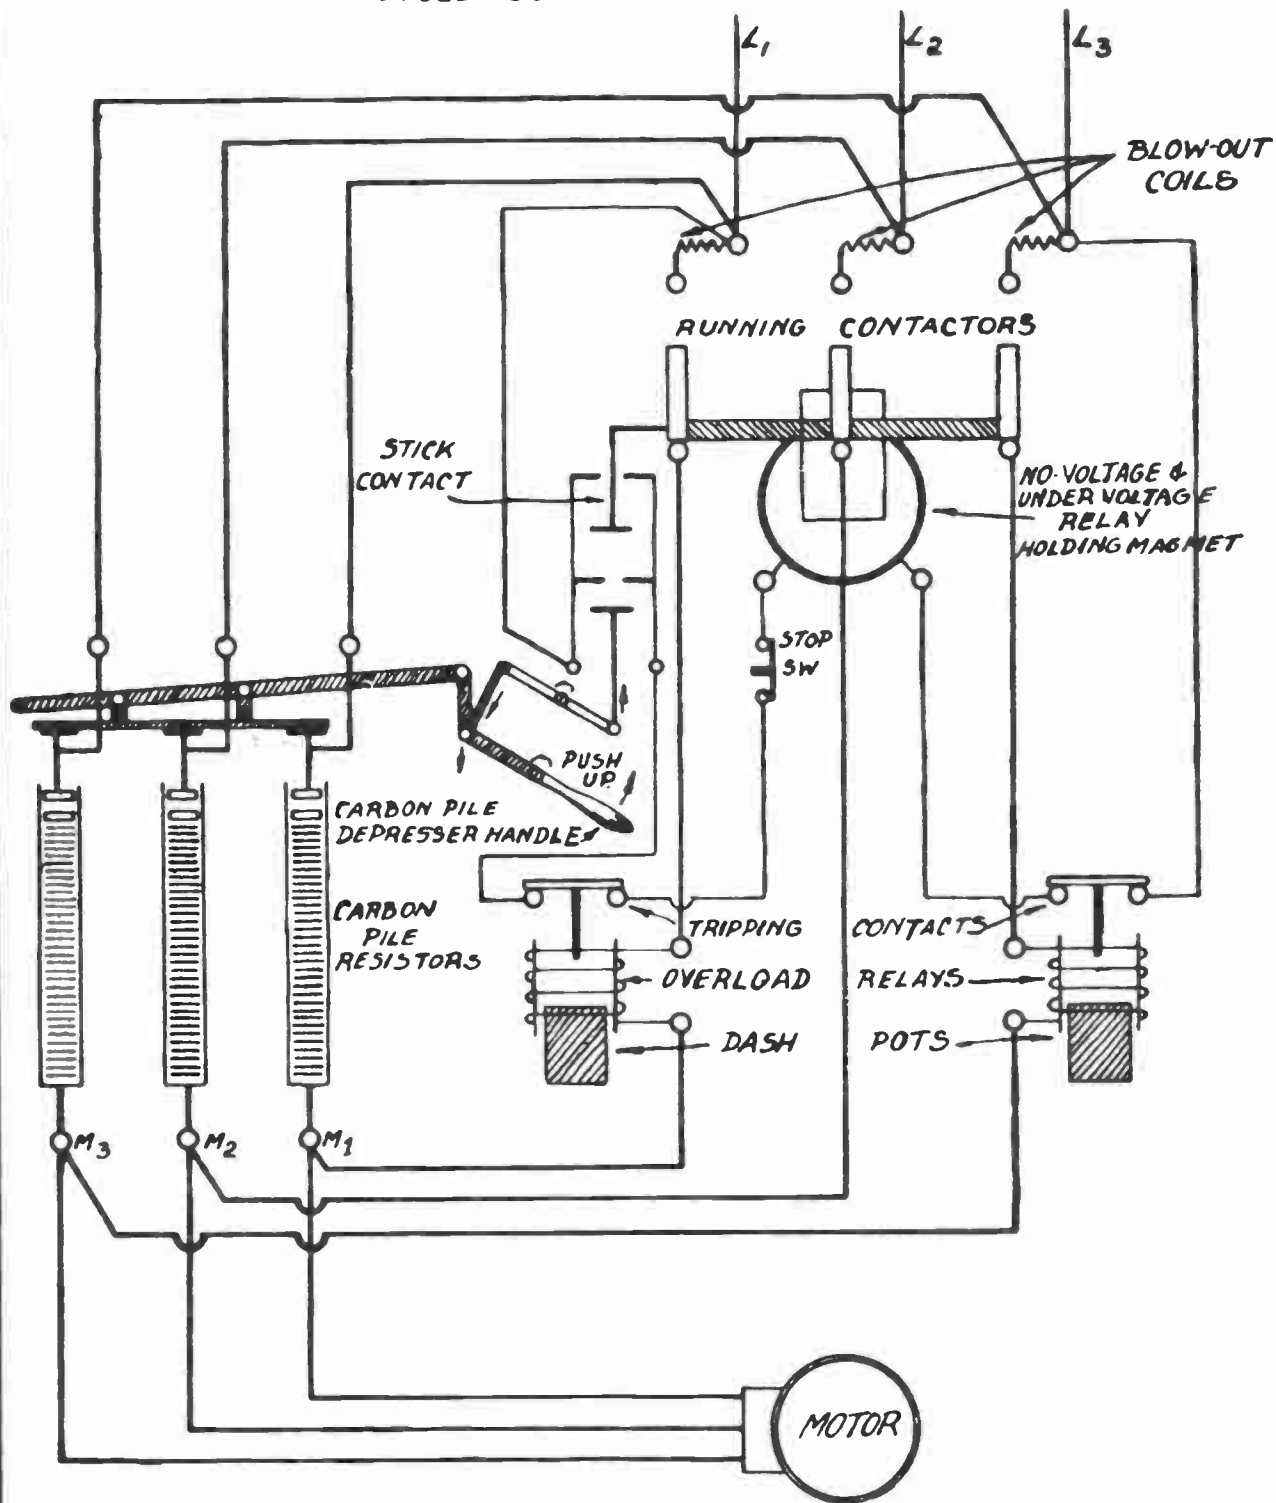 L1
L2
L3
BLOW-OUT
COILS
RUNNING CONTACTORS
STICK
CONTACT
NO-VOLTAGE &
UNDER VOLTAGE
RELAY
HOLDING MAGMET
STOP
SW
PUSH
UP.
CARBON PILE
DEPRESSER HANDLE
CARBON
PILE
RESISTORS
TRIPPING
CONTACTS
OVERLOAD
RELAYS
DASH
POTS
M3
M2
M1
MOTOR